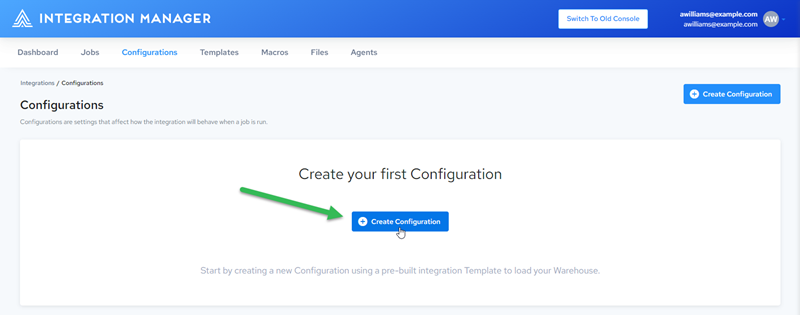 INTEGRATION MANAGER
Switch To Old Console
awilliams@example.com
awilliams@example.com
AW
Dashboard Jobs Configurations Templates Macros Files Agents
Integrations / Configurations
Create Configuration
Configurations
Configurations are settings that affect how the integration will behave when a job is run.
Create your first Configuration
Create Configuration
Start by creating a new Configuration using a pre-built integration Template to load your Warehouse.